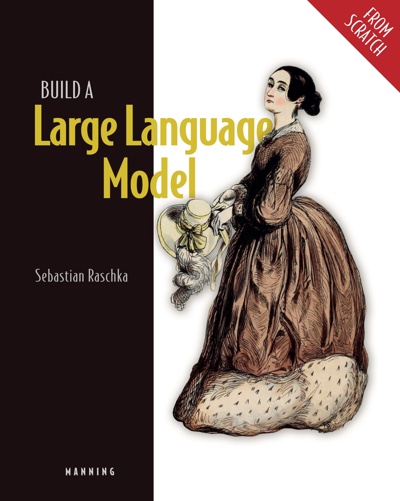 FROM
SCRATCH
BUILD A
Large Language
Model
Sebastian Raschka
MANNING